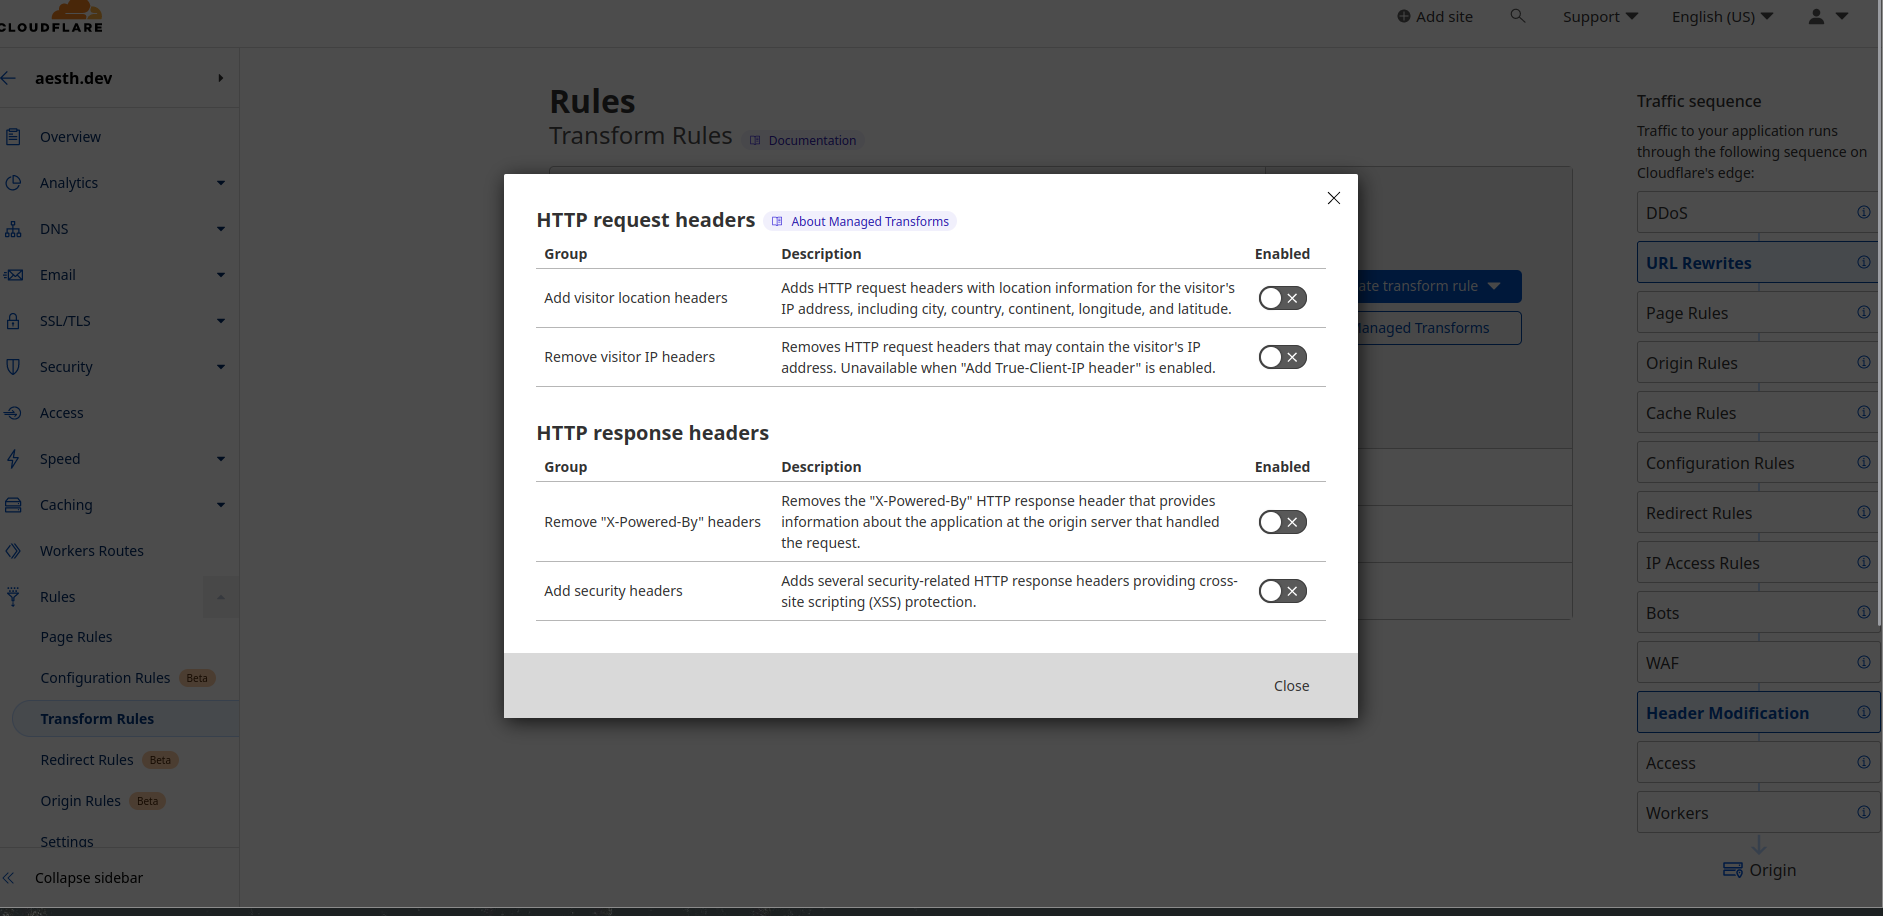 CLOUDFLARE
Add site
Support
English (US)
aesth.dev
Overview
Analytics
DNS
Email
SSL/TLS
Security
Access
Speed
Caching
Workers Routes
Rules
Page Rules
Configuration Rules Beta
Transform Rules
Redirect Rules Beta
Origin Rules Beta
Settings
Collapse sidebar
Rules
Transform Rules Documentation
HTTP request headers About Managed Transforms
Group Description Enabled
Add visitor location headers
Adds HTTP request headers with location information for the visitor's
IP address, including city, country, continent, longitude, and latitude.
Remove visitor IP headers
Removes HTTP request headers that may contain the visitor's IP
address. Unavailable when "Add True-Client-IP header" is enabled.
HTTP response headers
Group Description Enabled
Remove "X-Powered-By" headers
Removes the "X-Powered-By" HTTP response header that provides
information about the application at the origin server that handled
the request.
Add security headers
Adds several security-related HTTP response headers providing cross-
site scripting (XSS) protection.
Close
ate transform rule
anaged Transforms
Traffic sequence
Traffic to your application runs
through the following sequence on
Cloudflare's edge:
DDoS
URL Rewrites
Page Rules
Origin Rules
Cache Rules
Configuration Rules
Redirect Rules
IP Access Rules
Bots
WAF
Header Modification
Access
Workers
Origin